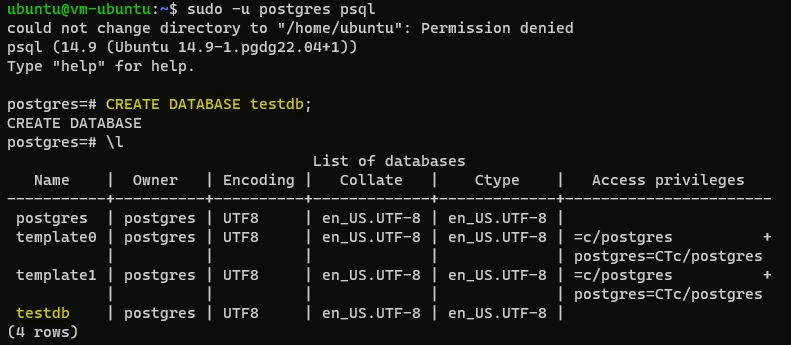 ubuntu@vm-ubuntu:~$ sudo -u postgres psql
could not change directory to "/home/ubuntu": Permission denied
psql (14.9 (Ubuntu 14.9-1.pgdg22.04+1))
Type "help" for help.

postgres=# CREATE DATABASE testdb;
CREATE DATABASE
postgres=# \l
                                  List of databases
   Name    |  Owner   | Encoding |   Collate   |    Ctype    |   Access privileges
-----------+----------+----------+-------------+-------------+-----------------------
 postgres  | postgres | UTF8     | en_US.UTF-8 | en_US.UTF-8 |
 template0 | postgres | UTF8     | en_US.UTF-8 | en_US.UTF-8 | =c/postgres          +
           |          |          |             |             | postgres=CTc/postgres
 template1 | postgres | UTF8     | en_US.UTF-8 | en_US.UTF-8 | =c/postgres          +
           |          |          |             |             | postgres=CTc/postgres
 testdb    | postgres | UTF8     | en_US.UTF-8 | en_US.UTF-8 |
(4 rows)